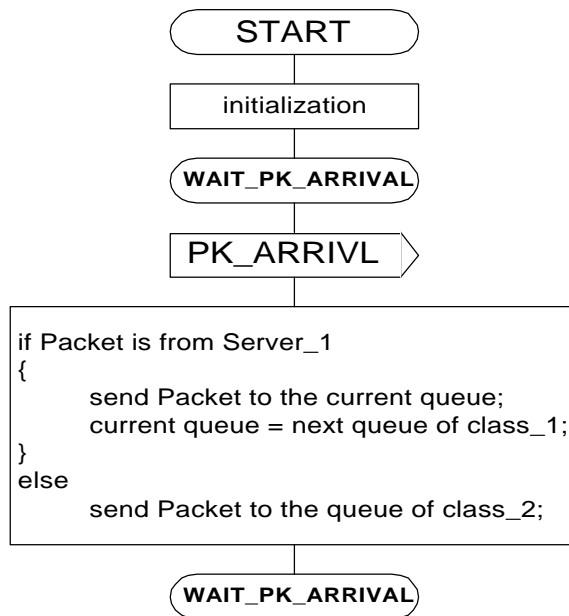 START
initialization
WAIT_PK_ARRIVAL
PK_ARRIVL
if Packet is from Server_1
{
send Packet to the current queue;
current queue = next queue of class_1;
}
else
send Packet to the queue of class_2;
WAIT_PK_ARRIVAL